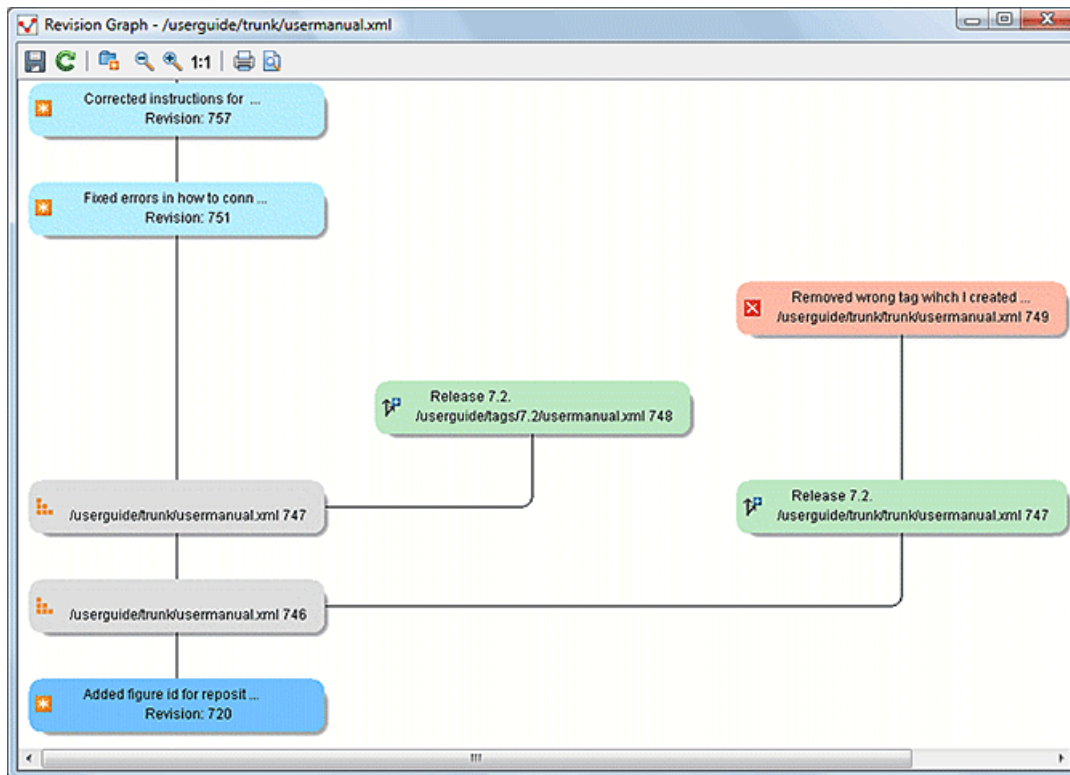 Revision Graph - /userguide/trunk/usermanual.xml
1:1
Corrected instructions for ...
Revision: 757
Fixed errors in how to conn ...
Revision: 751
Removed wrong tag wihch I created ...
/userguide/trunk/trunk/usermanual.xml 749
Release 7.2.
/userguide/tags/7.2/usermanual.xml 748
/userguide/trunk/usermanual.xml 747
Release 7.2.
/userguide/trunk/trunk/usermanual.xml 747
/userguide/trunk/usermanual.xml 746
Added figure id for reposit ...
Revision: 720